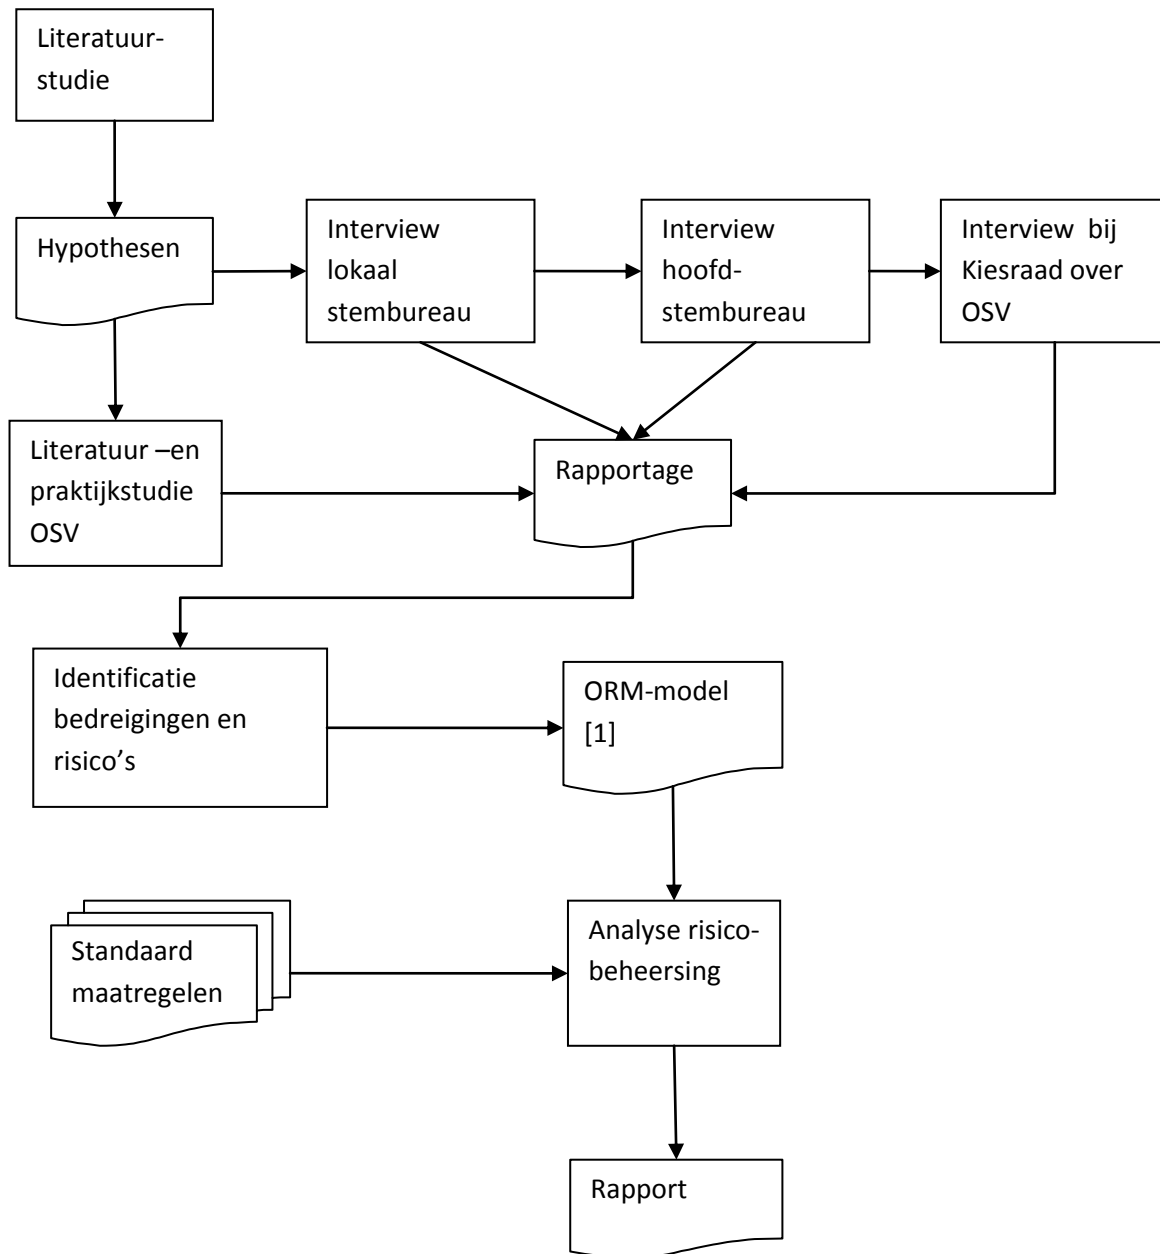 Literatuur-
studie
Hypothesen
Interview
lokaal
stembureau
Interview
hoofd-
stembureau
Interview  bij
Kiesraad over
OSV
Literatuur –en
praktijkstudie
OSV
Rapportage
Identificatie
bedreigingen en
risico’s
ORM-model
[1]
Standaard
maatregelen
Analyse risico-
beheersing
Rapport